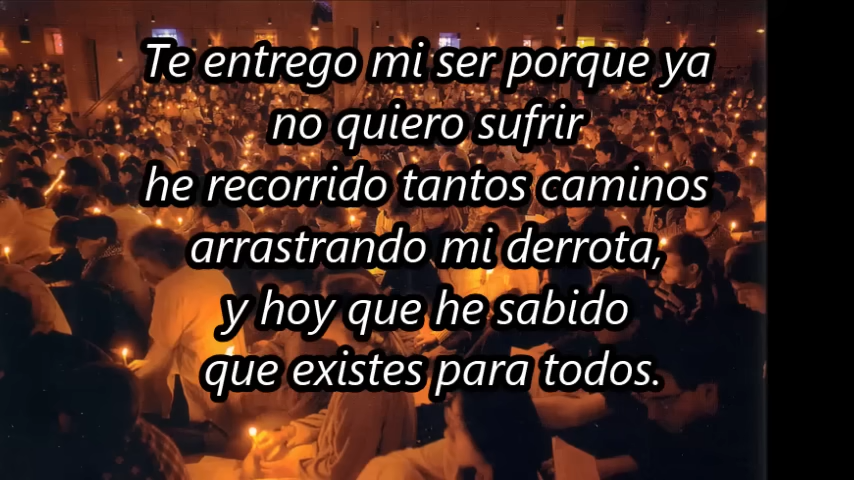 Te entrego mi ser porque ya
no quiero sufrir
he recorrido tantos caminos
arrastrando mi derrota,
y hoy que he sabido
que existes para todos.